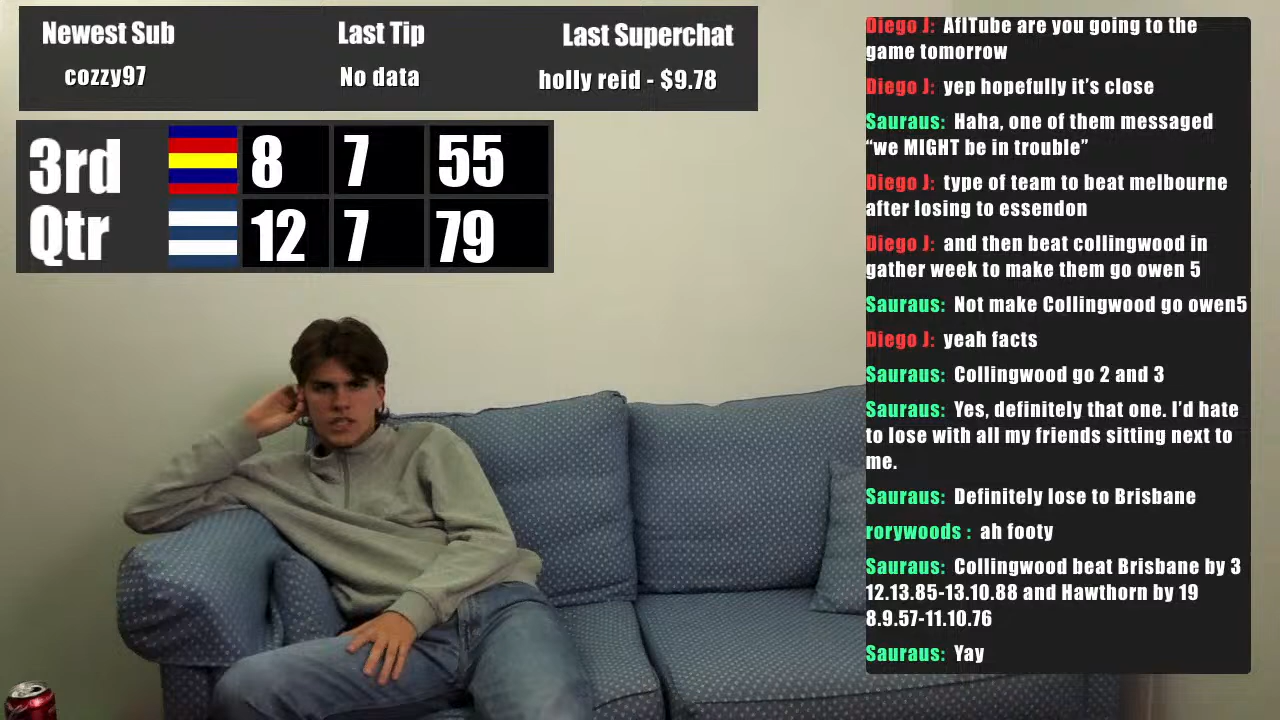 Newest Sub
Last Tip
Last Superchat
cozzy97
No data
holly reid - $9.78
3rd
Qtr
8 7 55
12 7 79
Diego J: AflTube are you going to the
game tomorrow
Diego J: yep hopefully it’s close
Sauraus: Haha, one of them messaged
“we MIGHT be in trouble”
Diego J: type of team to beat melbourne
after losing to essendon
Diego J: and then beat collingwood in
gather week to make them go owen 5
Sauraus: Not make Collingwood go owen5
Diego J: yeah facts
Sauraus: Collingwood go 2 and 3
Sauraus: Yes, definitely that one. I’d hate
to lose with all my friends sitting next to
me.
Sauraus: Definitely lose to Brisbane
rorywoods : ah footy
Sauraus: Collingwood beat Brisbane by 3
12.13.85-13.10.88 and Hawthorn by 19
8.9.57-11.10.76
Sauraus: Yay